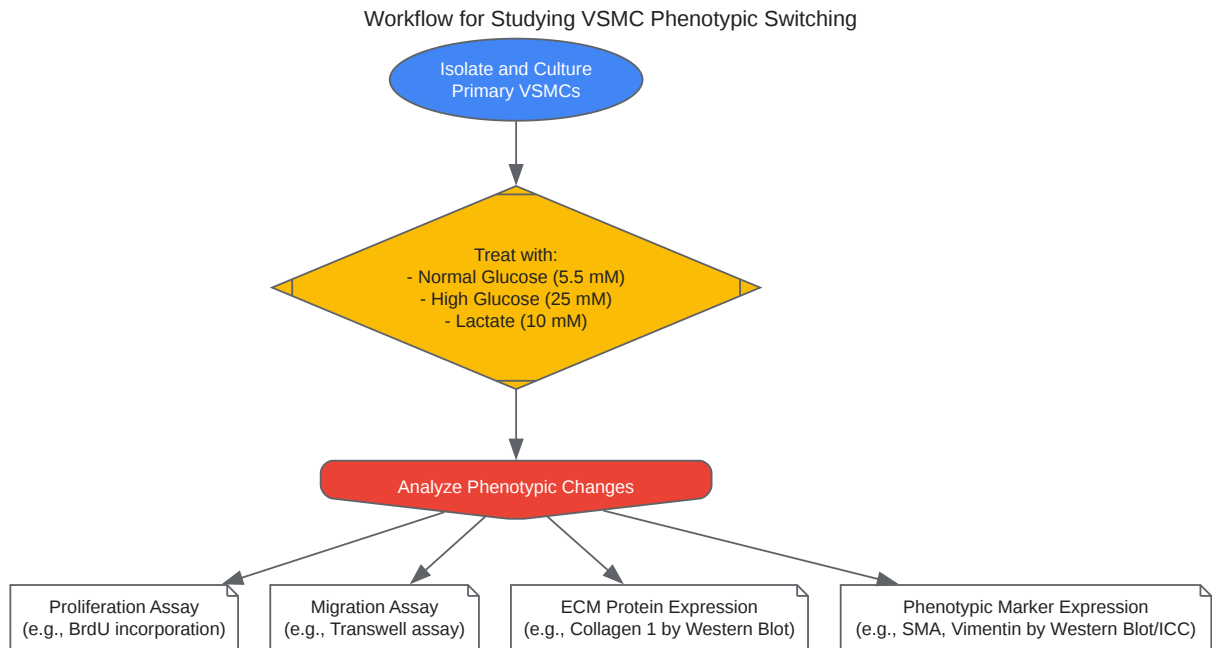 Workflow for Studying VSMC Phenotypic Switching
Isolate and Culture
Primary VSMCs
Treat with:
- Normal Glucose (5.5 mM)
- High Glucose (25 mM)
- Lactate (10 mM)
Analyze Phenotypic Changes
Proliferation Assay
(e.g., BrdU incorporation)
Migration Assay
(e.g., Transwell assay)
ECM Protein Expression
(e.g., Collagen 1 by Western Blot)
Phenotypic Marker Expression
(e.g., SMA, Vimentin by Western Blot/ICC)